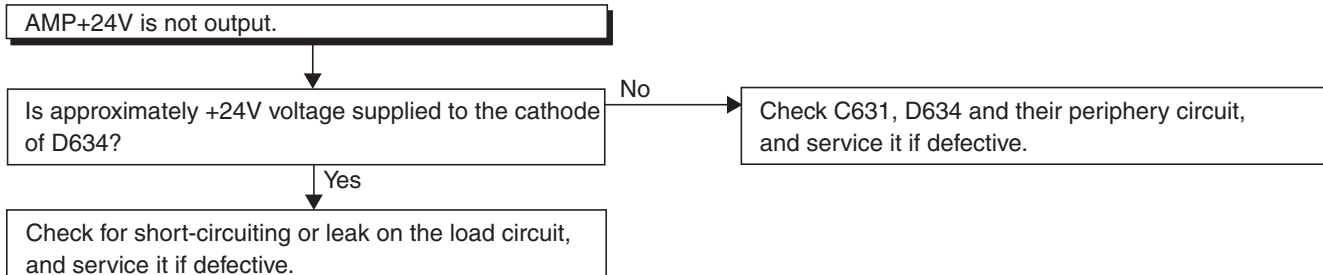 AMP+24V is not output.
Is approximately +24V voltage supplied to the cathode
of D634?
No
Check C631, D634 and their periphery circuit,
and service it if defective.
Yes
Check for short-circuiting or leak on the load circuit,
and service it if defective.